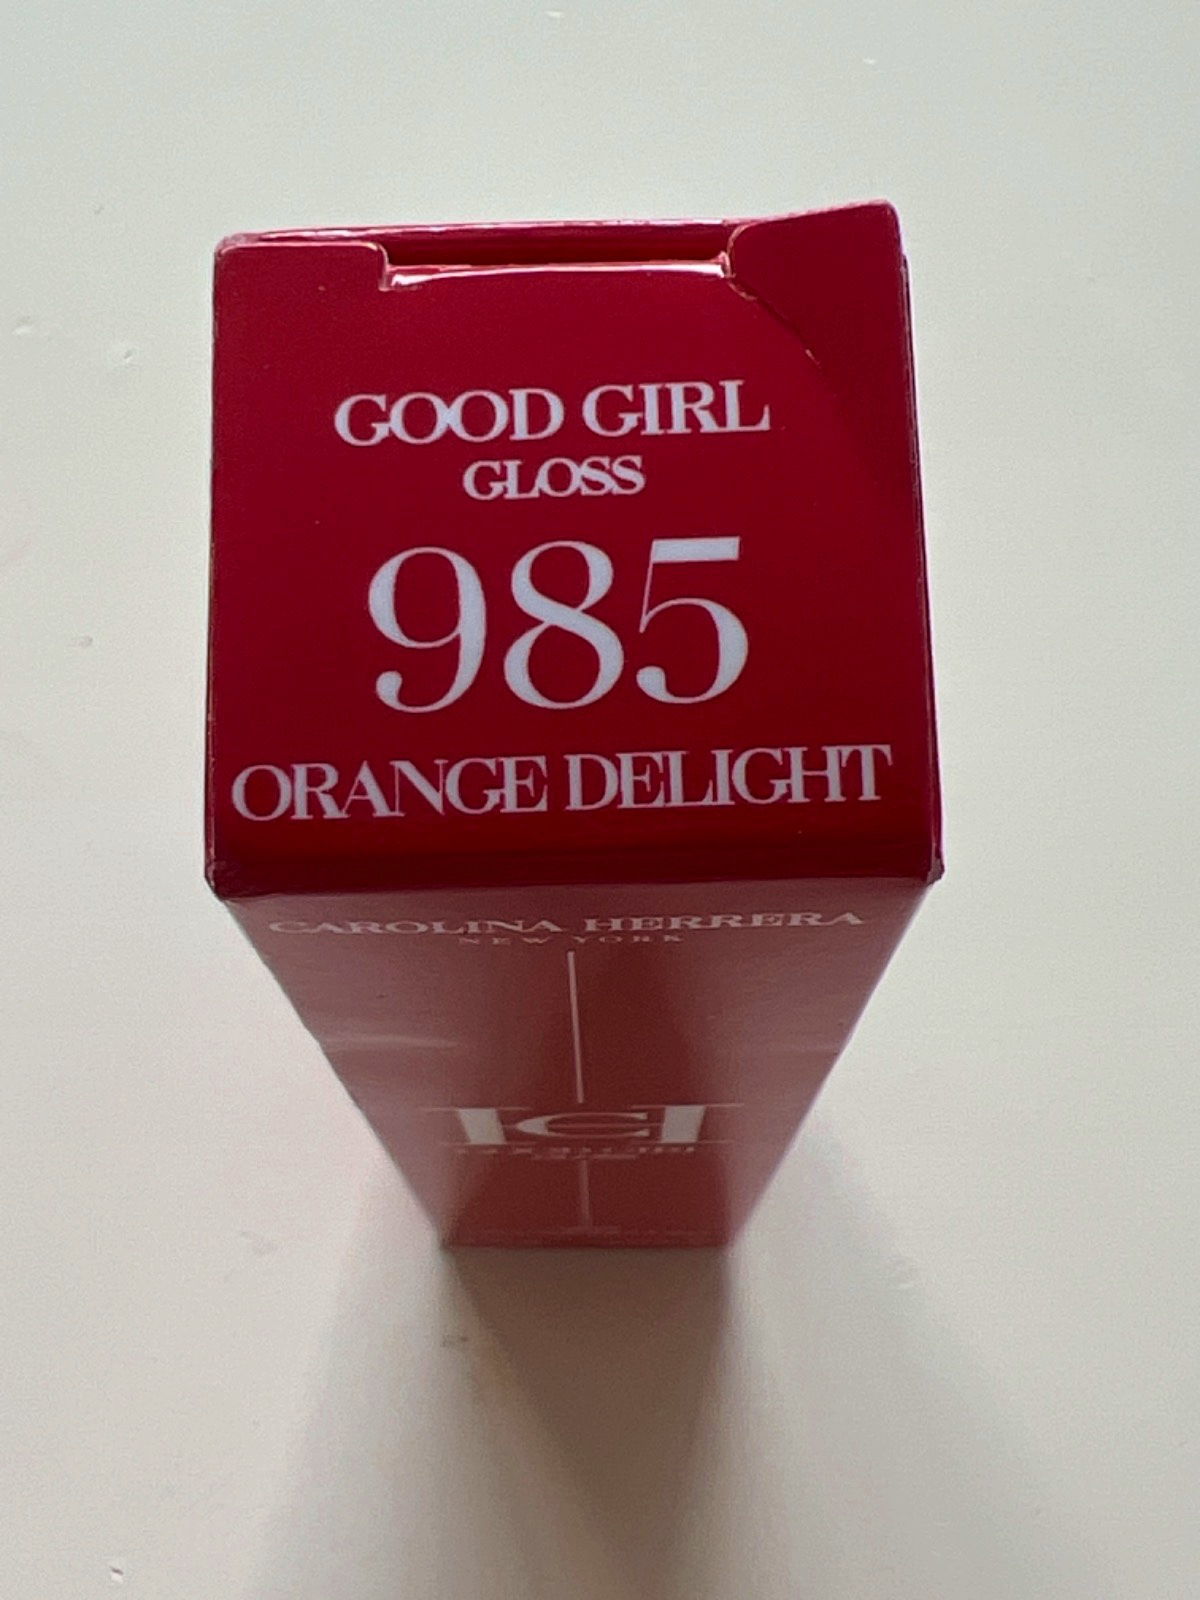 GOOD GIRL
GLOSS
985
ORANGE DELIGHT
CAROLINA HERRERA
NEW YORK